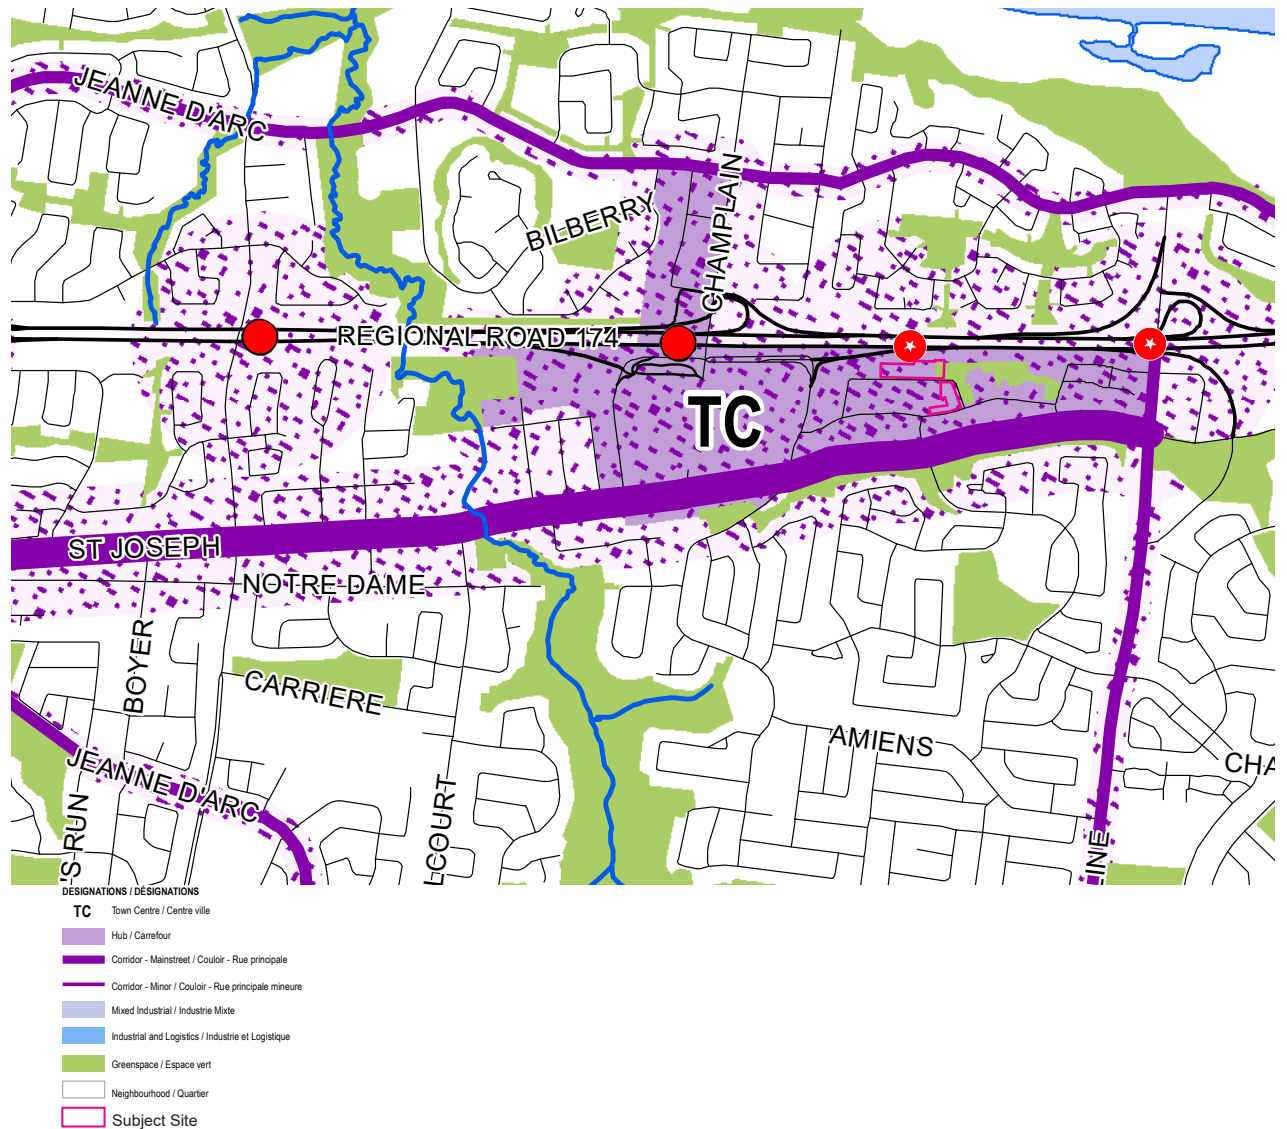 JEANNE D'ARC
CHAMPLAIN
BILBERRY
REGIONAL ROAD 174
TC
ST JOSEPH
NOTRE DAME
BOYER
CARRIERE
AMIENS
CHA
JEANNE D'ARC
'S RUN
LCOURT
LINE
DESIGNATIONS / DÉSIGNATIONS
TC Town Centre / Centre ville
Hub / Carrefour
Corridor - Mainstreet / Couloir - Rue principale
Corridor - Minor / Couloir - Rue principale mineure
Mixed Industrial / Industrie Mixte
Industrial and Logistics / Industrie et Logistique
Greenspace / Espace vert
Neighbourhood / Quartier
Subject Site